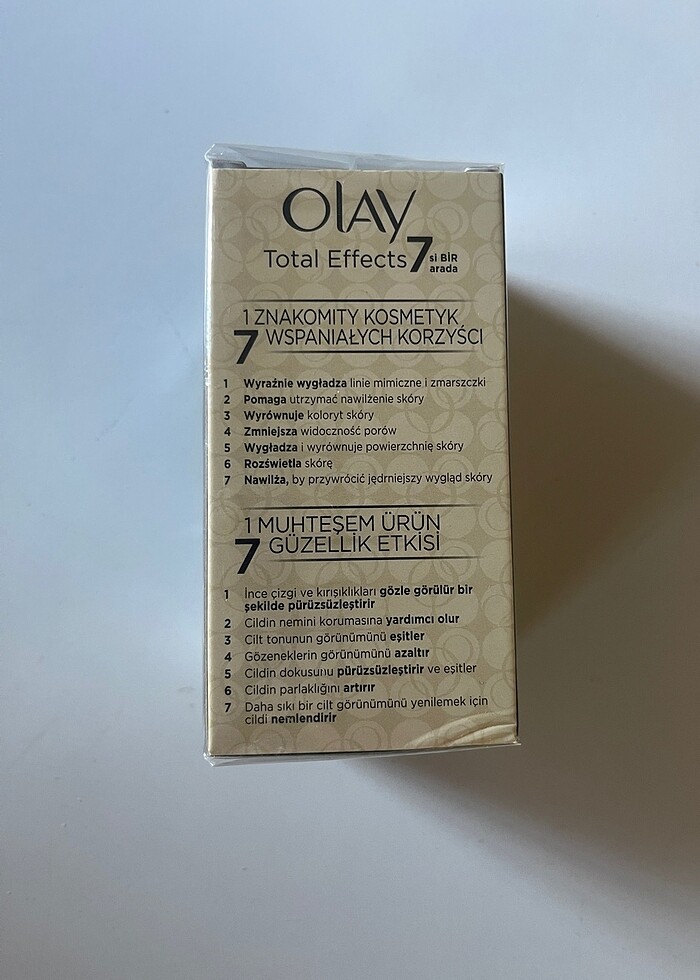 OLAY
Total Effects 7 si BİR
arada
1 ZNAKOMITY KOSMETYK
7 WSPANIAŁYCH KORZYŚCI
1 Wyraźnie wygładza linie mimiczne i zmarszczki
2 Pomaga utrzymać nawilżenie skóry
3 Wyrównuje koloryt skóry
4 Zmniejsza widoczność porów
5 Wygładza i wyrównuje powierzchnię skóry
6 Rozświetla skórę
7 Nawilża, by przywrócić jędrniejszy wygląd skóry
1 MUHTEŞEM ÜRÜN
7 GÜZELLİK ETKİSİ
1 İnce çizgi ve kırışıklıkları gözle görülür bir
şekilde pürüzsüzleştirir
2 Cildin nemini korumasına yardımcı olur
3 Cilt tonunun görünümünü eşitler
4 Gözeneklerin görünümünü azaltır
5 Cildin dokusunu pürüzsüzleştirir ve eşitler
6 Cildin parlaklığını artırır
7 Daha sıkı bir cilt görünümünü yenilemek için
cildi nemlendirir